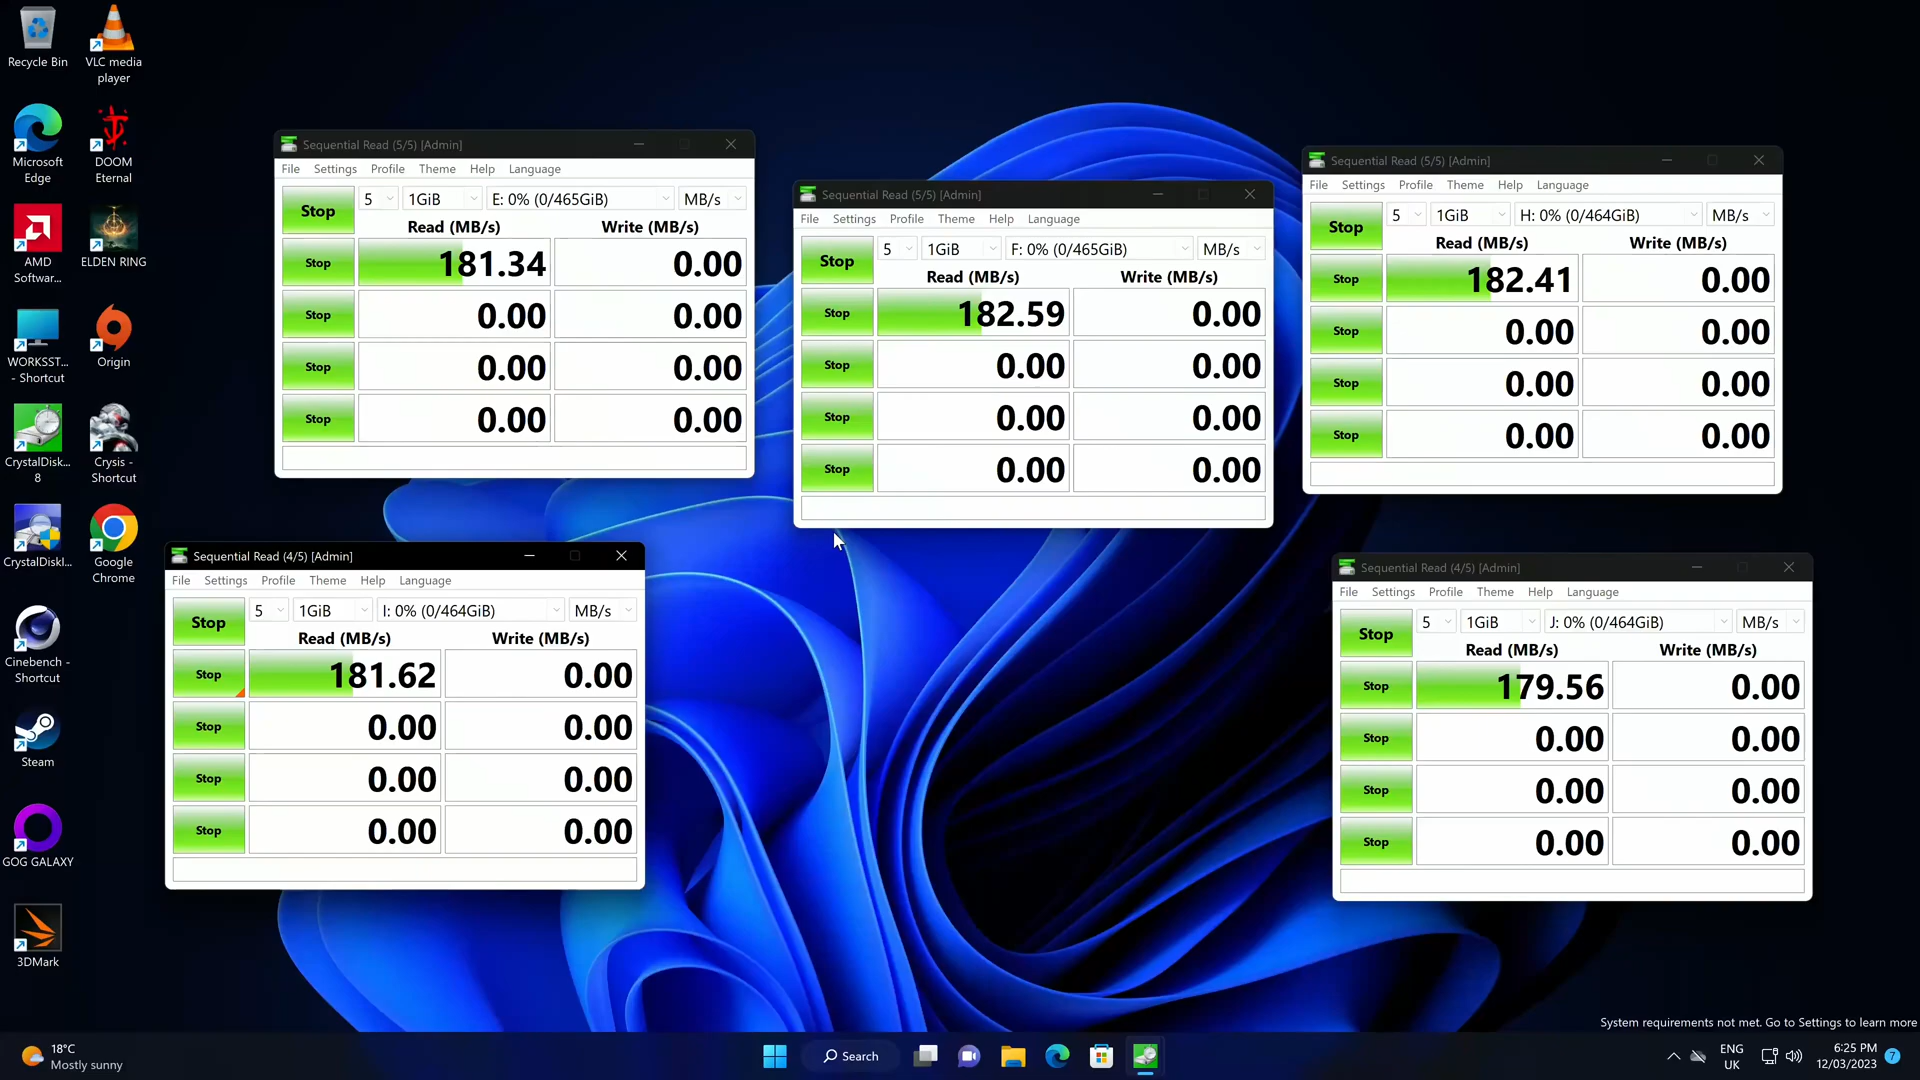 Recycle Bin
VLC media
player
Microsoft
Edge
DOOM
Eternal
AMD
Softwar...
ELDEN RING
WORKSST...
- Shortcut
Origin
CrystalDisk...
8
Crysis -
Shortcut
CrystalDiskI...
Google
Chrome
Cinebench -
Shortcut
Steam
GOG GALAXY
3DMark
Sequential Read (5/5) [Admin]
File Settings Profile Theme Help Language
Stop 5 1GiB E: 0% (0/465GiB) MB/s
Read (MB/s) Write (MB/s)
Stop 181.34 0.00
Stop 0.00 0.00
Stop 0.00 0.00
Stop 0.00 0.00
Sequential Read (5/5) [Admin]
File Settings Profile Theme Help Language
Stop 5 1GiB F: 0% (0/465GiB) MB/s
Read (MB/s) Write (MB/s)
Stop 182.59 0.00
Stop 0.00 0.00
Stop 0.00 0.00
Stop 0.00 0.00
Sequential Read (5/5) [Admin]
File Settings Profile Theme Help Language
Stop 5 1GiB H: 0% (0/464GiB) MB/s
Read (MB/s) Write (MB/s)
Stop 182.41 0.00
Stop 0.00 0.00
Stop 0.00 0.00
Stop 0.00 0.00
Sequential Read (4/5) [Admin]
File Settings Profile Theme Help Language
Stop 5 1GiB I: 0% (0/464GiB) MB/s
Read (MB/s) Write (MB/s)
Stop 181.62 0.00
Stop 0.00 0.00
Stop 0.00 0.00
Stop 0.00 0.00
Sequential Read (4/5) [Admin]
File Settings Profile Theme Help Language
Stop 5 1GiB J: 0% (0/464GiB) MB/s
Read (MB/s) Write (MB/s)
Stop 179.56 0.00
Stop 0.00 0.00
Stop 0.00 0.00
Stop 0.00 0.00
System requirements not met. Go to Settings to learn more
18°C
Mostly sunny
Search
ENG
UK
6:25 PM
12/03/2023
7